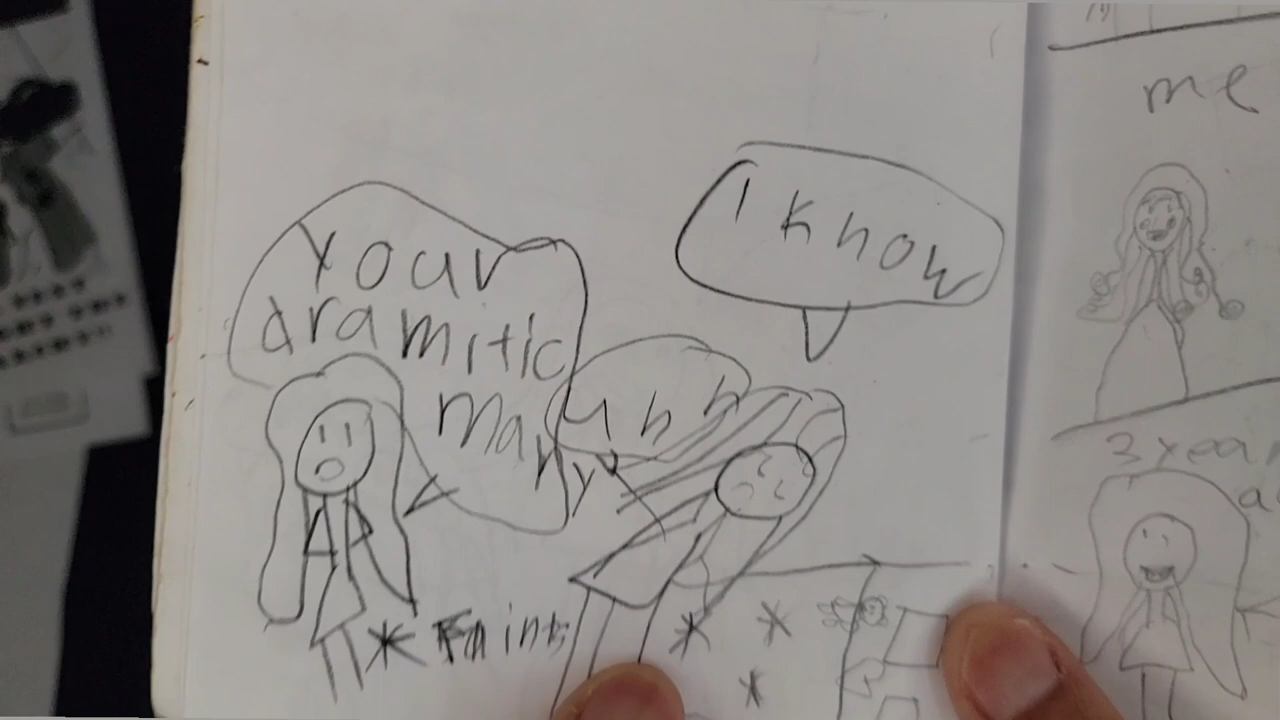 Your
dramitic
Mary
uhh
I know
* Faints *
me
3 year